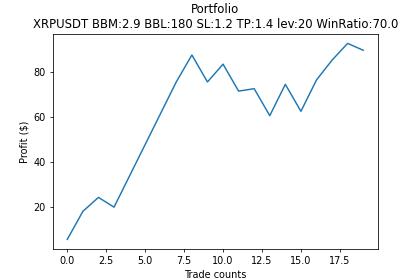 Portfolio
XRPUSDT BBM:2.9 BBL:180 SL:1.2 TP:1.4 lev:20 WinRatio:70.0
80
60
40
20
Profit ($)
0.0 2.5 5.0 7.5 10.0 12.5 15.0 17.5
Trade counts